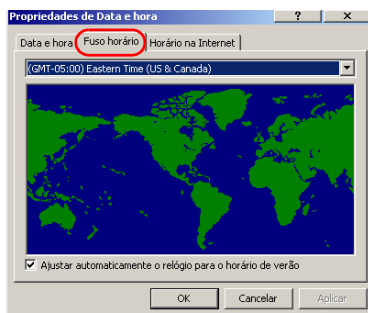 Propriedades de Data e hora
Data e hora Fuso horário Horário na Internet
(GMT-05:00) Eastern Time (US & Canada)
Ajustar automaticamente o relógio para o horário de verão
OK Cancelar Aplicar